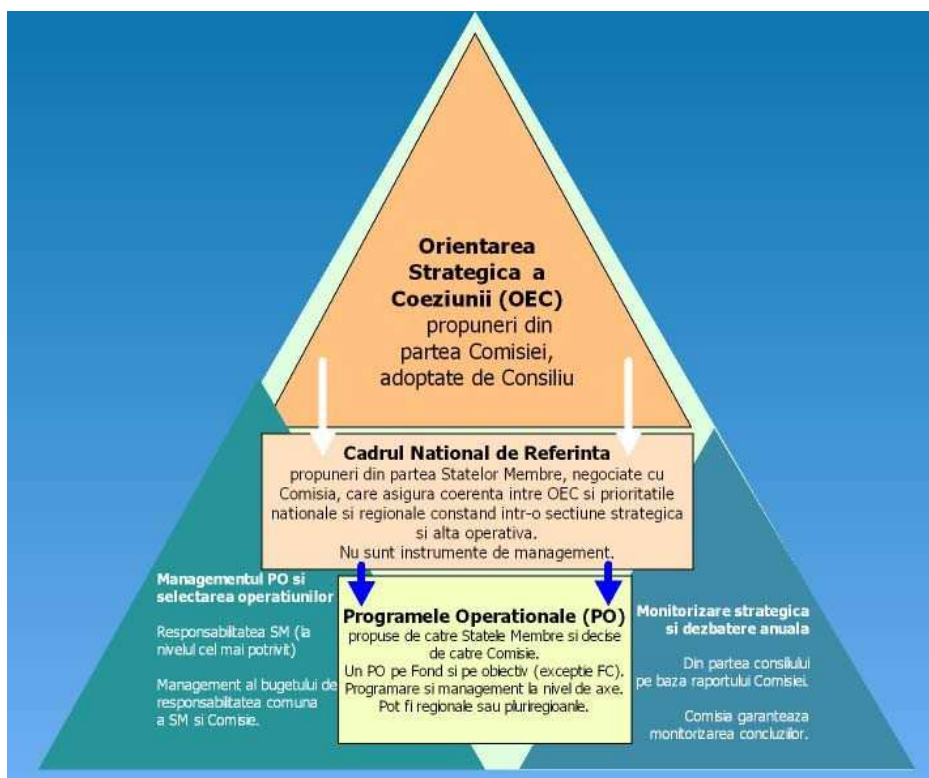 Orientarea
Strategica a
Coeziunii (OEC)
propuneri din
partea Comisiei,
adoptate de Consiliu
Cadrul National de Referinta
propuneri din partea Statelor Membre, negociate cu
Comisia, care asigura coerenta intre OEC si prioritatile
nationale si regionale constand intr-o sectiune strategica
si alta operativa.
Nu sunt instrumente de management.
Managementul PO si
selectarea operatiunilor
Responsabilitatea SM (la
nivelul cel mai potrivit)
Management al bugetului de
responsabilitatea comuna
a SM si Comisie.
Programele Operationale (PO)
propuse de catre Statele Membre si decise
de catre Comisie.
Un PO pe Fond si pe obiectiv (exceptie FC).
Programare si management la nivel de axe.
Pot fi regionale sau pluriregioanle.
Monitorizare strategica
si dezbatere anuala
Din partea consiliului
pe baza raportului Comisiei.
Comisia garanteaza
monitorizarea concluziilor.